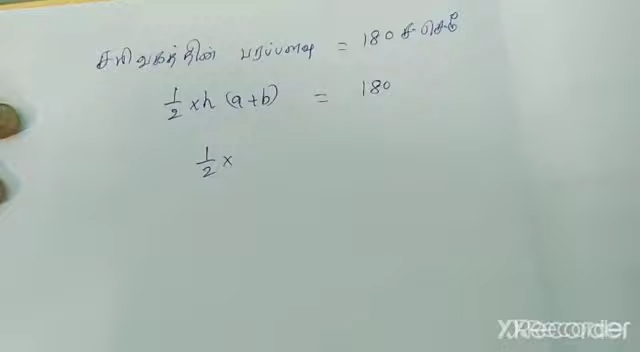 சரிவகத்தின் பரப்பளவு = 180 ச.செ.மீ
1/2 × h (a+b) = 180
1/2 ×
XRecorder